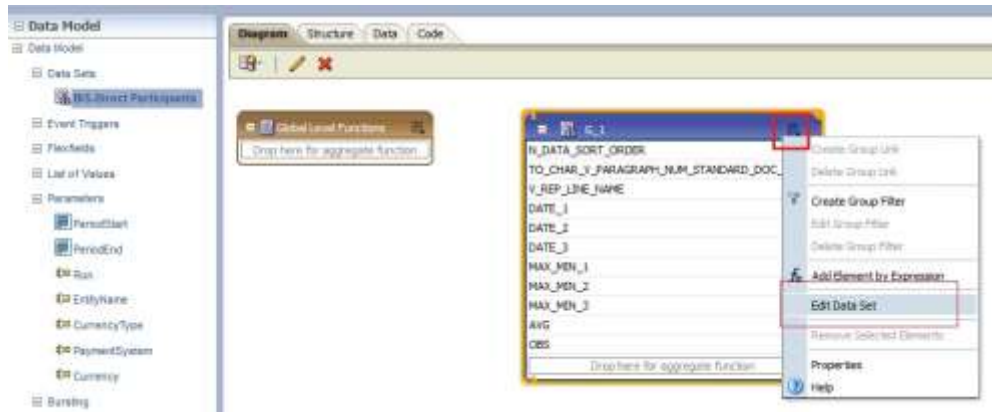 Data Model
Data Model
Data Sets
BIS-Direct Participants
Event Triggers
Flexfields
List of Values
Parameters
PeriodStart
PeriodEnd
Run
EntityName
CurrencyType
PaymentSystem
Currency
Bursting
Diagram
Structure
Data
Code
Global Level Functions
Drop here for aggregate function
G_1
N_DATA_SORT_ORDER
TO_CHAR_V_PARAGRAPH_NUM_STANDARD_DOC_
V_REP_LINE_NAME
DATE_1
DATE_2
DATE_3
MAX_MIN_1
MAX_MIN_2
MAX_MIN_3
AVG
OBS
Drop here for aggregate function
Create Group Link
Delete Group Link
Create Group Filter
Edit Group Filter
Delete Group Filter
Add Element by Expression
Edit Data Set
Remove Selected Elements
Properties
Help